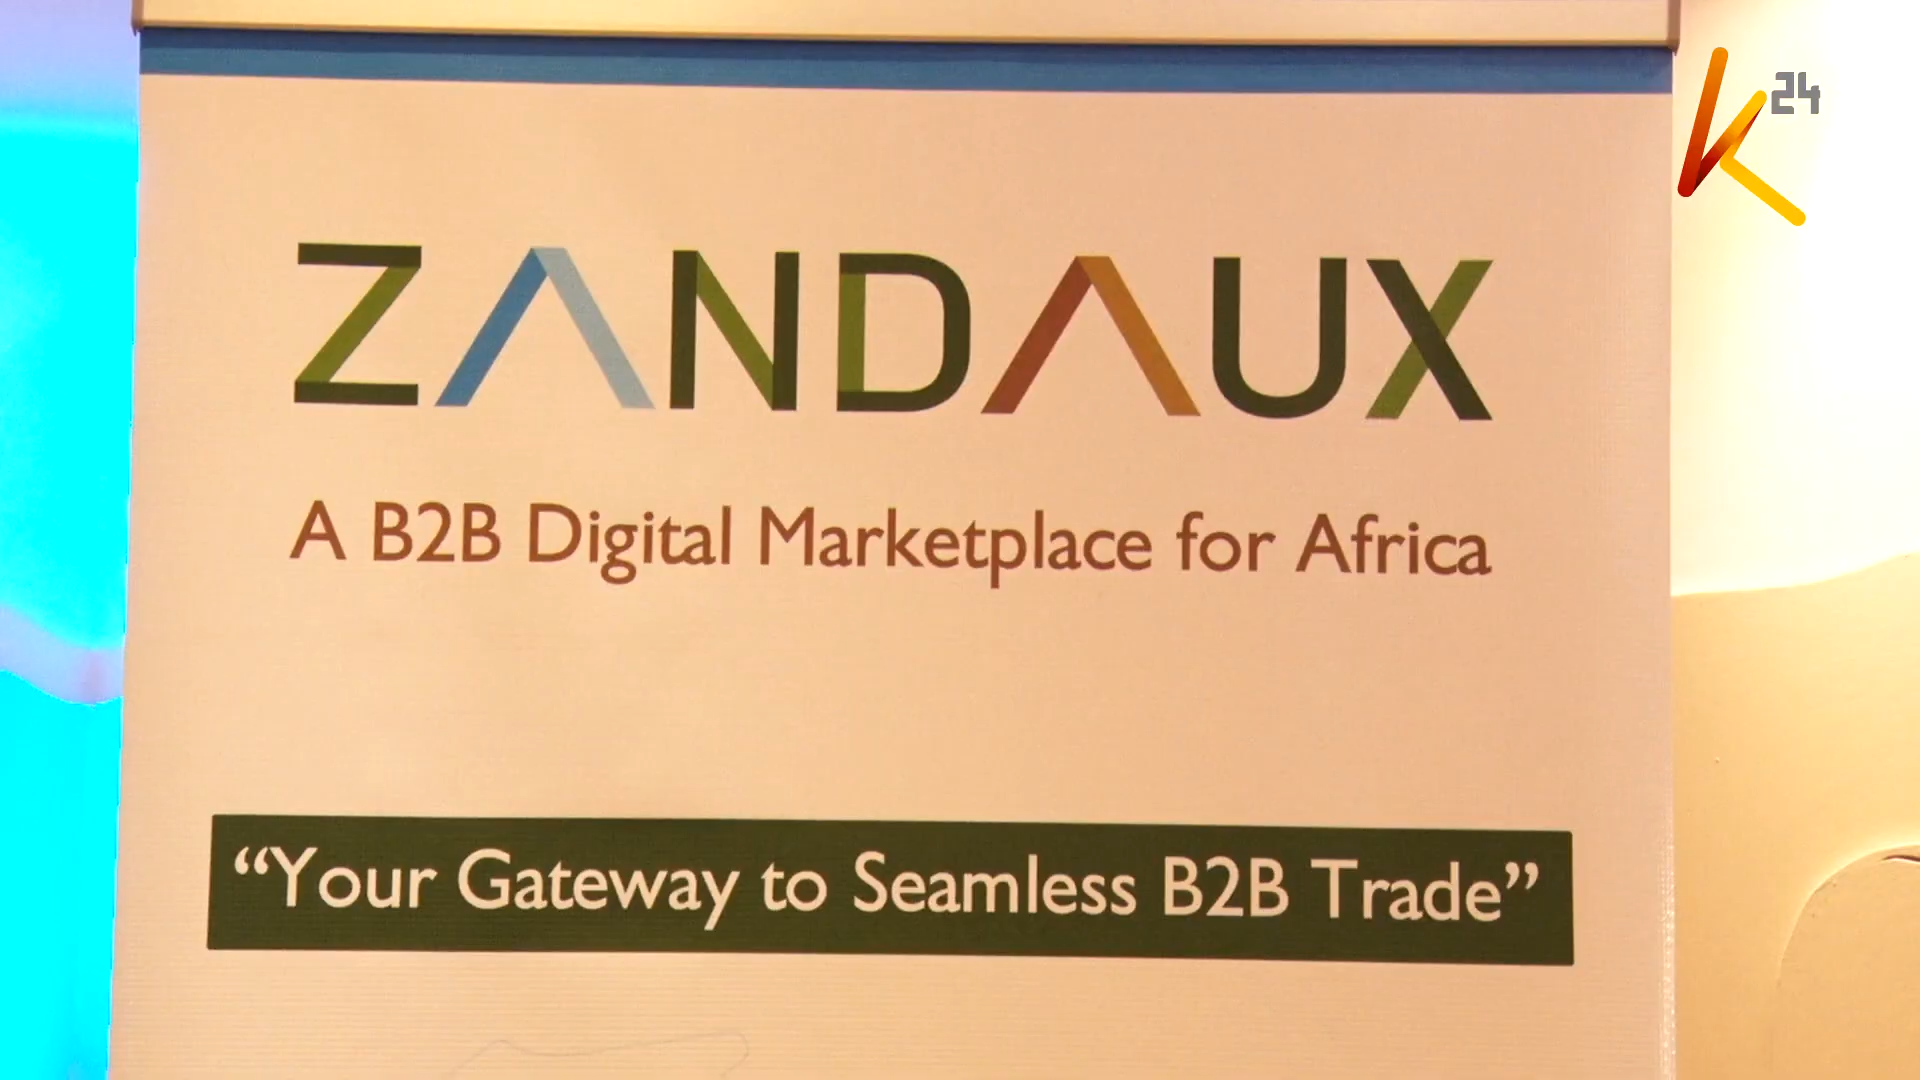 K24
ZANDAUX
A B2B Digital Marketplace for Africa
“Your Gateway to Seamless B2B Trade”